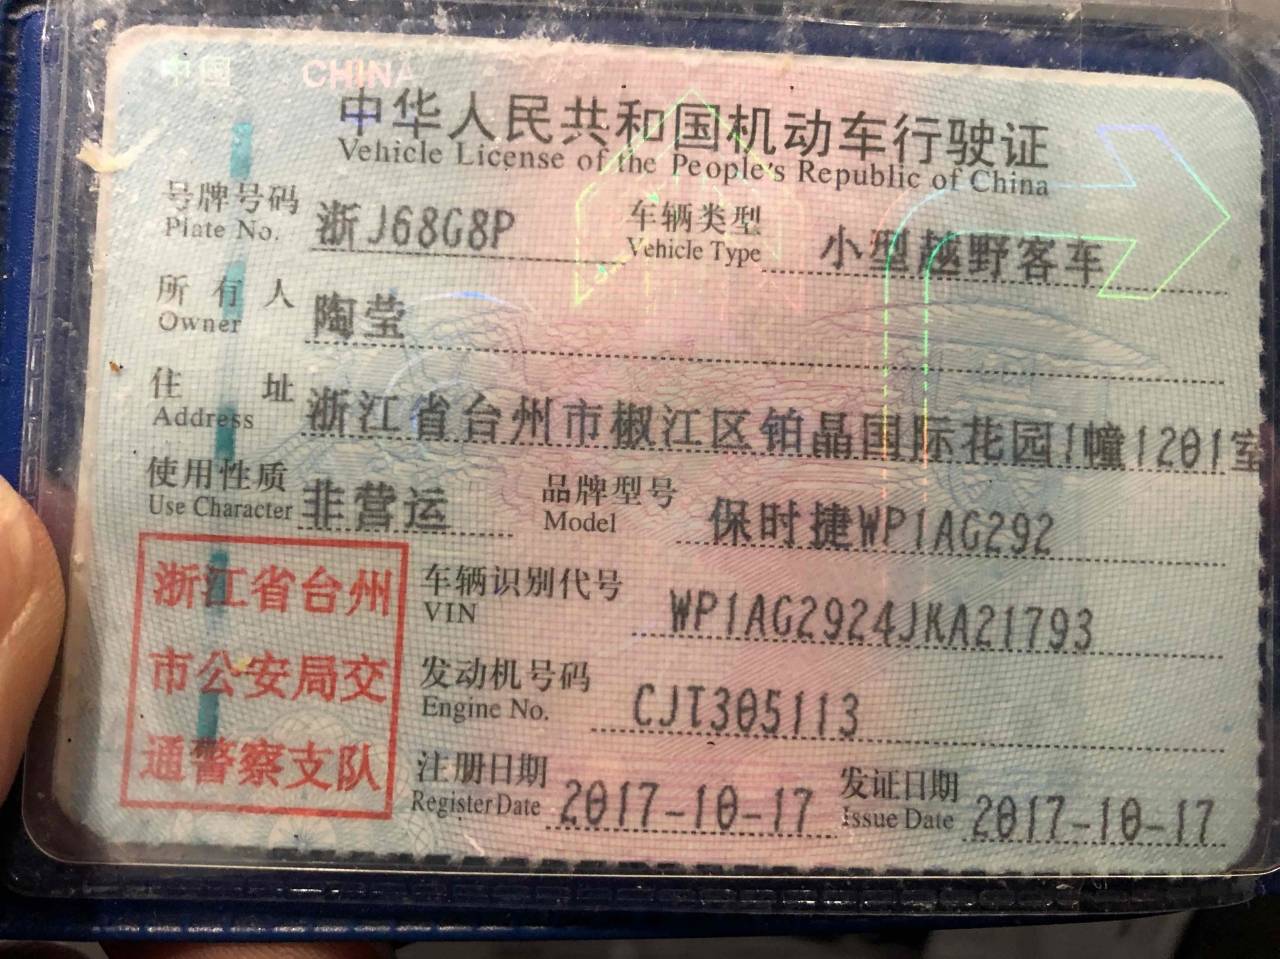 中国 CHINA
中华人民共和国机动车行驶证
Vehicle License of the People's Republic of China
号牌号码 浙J68G8P 车辆类型 小型越野客车
Plate No. Vehicle Type
所有人 陶莹
Owner
住址 浙江省台州市椒江区铂晶国际花园1幢1201室
Address
使用性质 非营运 品牌型号 保时捷WP1AG292
Use Character Model
浙江省台州
市公安局交
通警察支队
车辆识别代号 WP1AG2924JKA21793
VIN
发动机号码 CJT305113
Engine No.
注册日期 2017-10-17 发证日期 2017-10-17
Register Date Issue Date